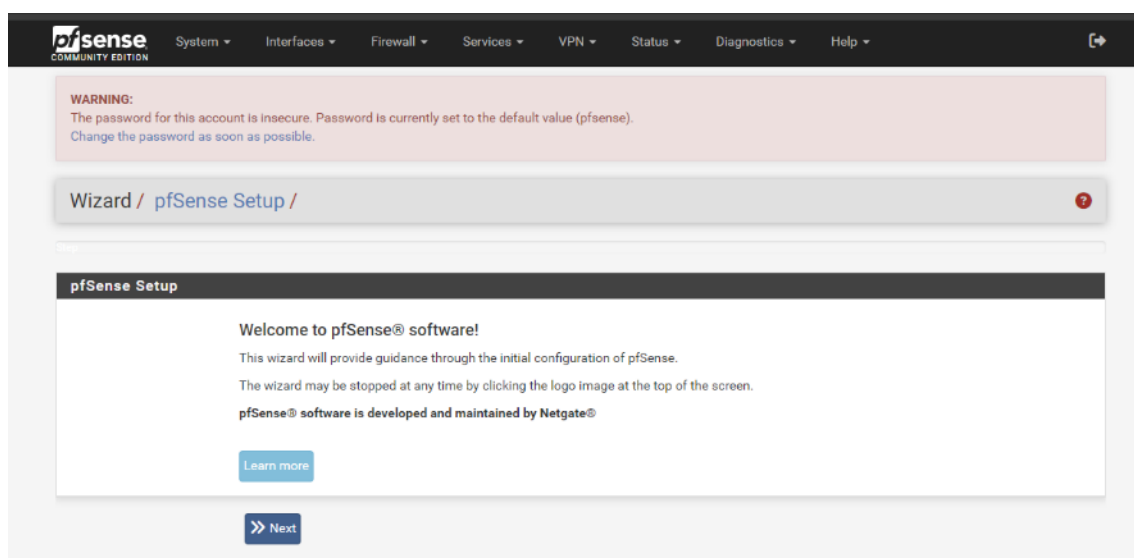 pfsense System Interfaces Firewall Services VPN Status Diagnostics Help
COMMUNITY EDITION
WARNING:
The password for this account is insecure. Password is currently set to the default value (pfsense).
Change the password as soon as possible.
Wizard / pfSense Setup /
Step
pfSense Setup
Welcome to pfSense® software!
This wizard will provide guidance through the initial configuration of pfSense.
The wizard may be stopped at any time by clicking the logo image at the top of the screen.
pfSense® software is developed and maintained by Netgate®
Learn more
Next